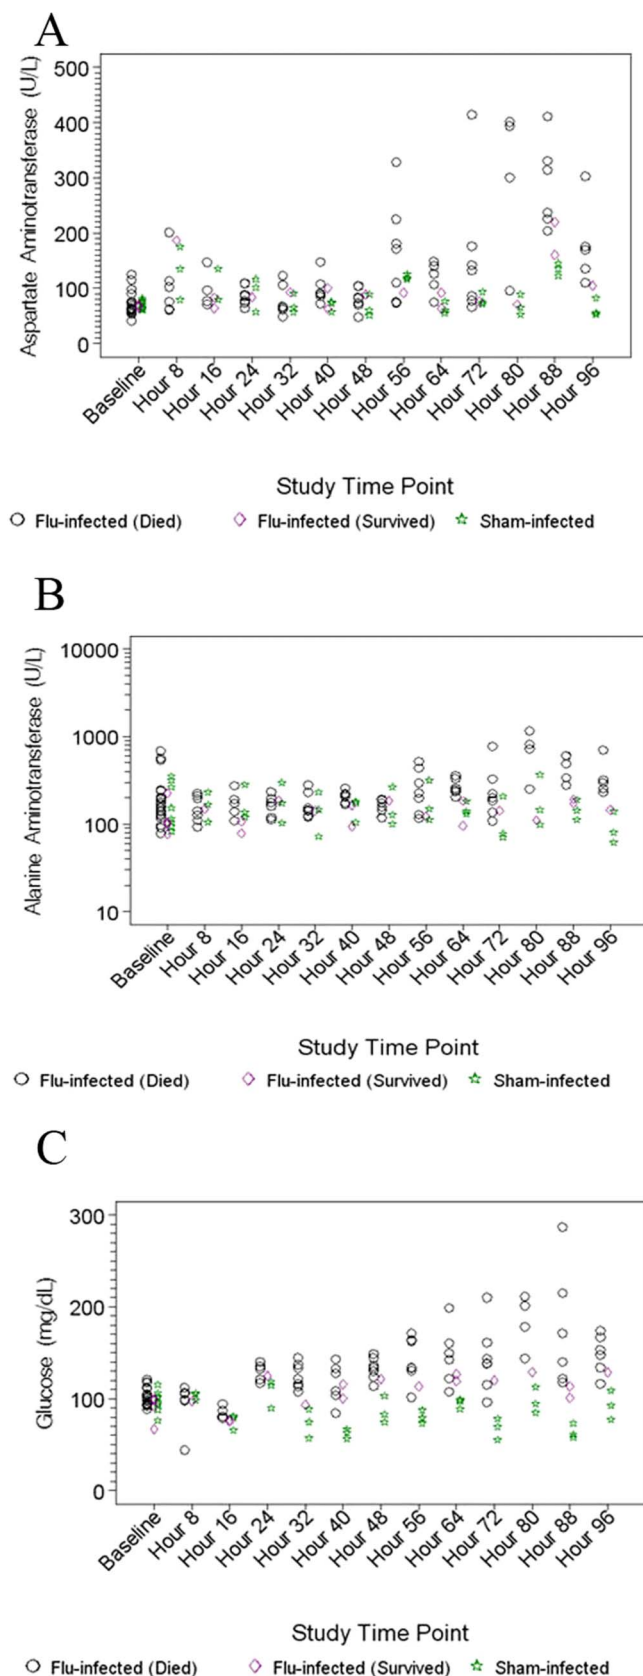 A
Aspartate Aminotransferase (U/L)
500
400
300
200
100
0
Baseline
Hour 8
Hour 16
Hour 24
Hour 32
Hour 40
Hour 48
Hour 56
Hour 64
Hour 72
Hour 80
Hour 88
Hour 96
Study Time Point
Flu-infected (Died) Flu-infected (Survived) Sham-infected
B
Alanine Aminotransferase (U/L)
10000
1000
100
10
Baseline
Hour 8
Hour 16
Hour 24
Hour 32
Hour 40
Hour 48
Hour 56
Hour 64
Hour 72
Hour 80
Hour 88
Hour 96
Study Time Point
Flu-infected (Died) Flu-infected (Survived) Sham-infected
C
Glucose (mg/dL)
300
200
100
0
Baseline
Hour 8
Hour 16
Hour 24
Hour 32
Hour 40
Hour 48
Hour 56
Hour 64
Hour 72
Hour 80
Hour 88
Hour 96
Study Time Point
Flu-infected (Died) Flu-infected (Survived) Sham-infected